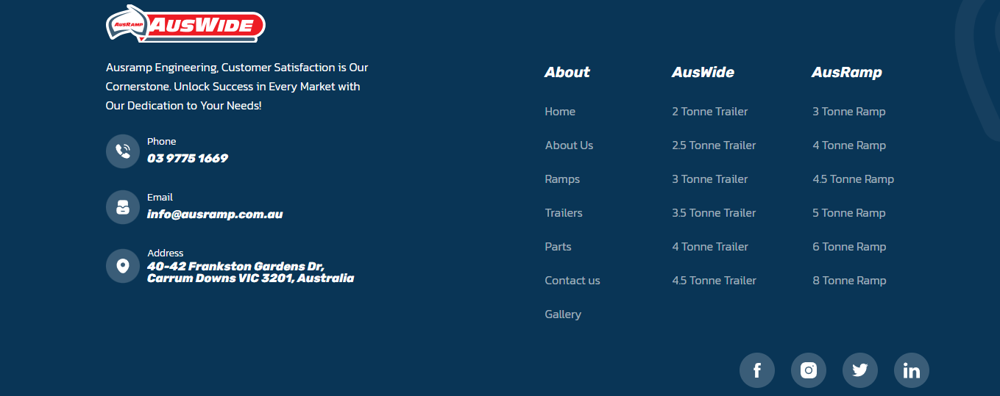 AusRamp
AusWide
Ausramp Engineering, Customer Satisfaction is Our
Cornerstone. Unlock Success in Every Market with
Our Dedication to Your Needs!
Phone
03 9775 1669
Email
info@ausramp.com.au
Address
40-42 Frankston Gardens Dr,
Carrum Downs VIC 3201, Australia
About
Home
About Us
Ramps
Trailers
Parts
Contact us
Gallery
AusWide
2 Tonne Trailer
2.5 Tonne Trailer
3 Tonne Trailer
3.5 Tonne Trailer
4 Tonne Trailer
4.5 Tonne Trailer
AusRamp
3 Tonne Ramp
4 Tonne Ramp
4.5 Tonne Ramp
5 Tonne Ramp
6 Tonne Ramp
8 Tonne Ramp